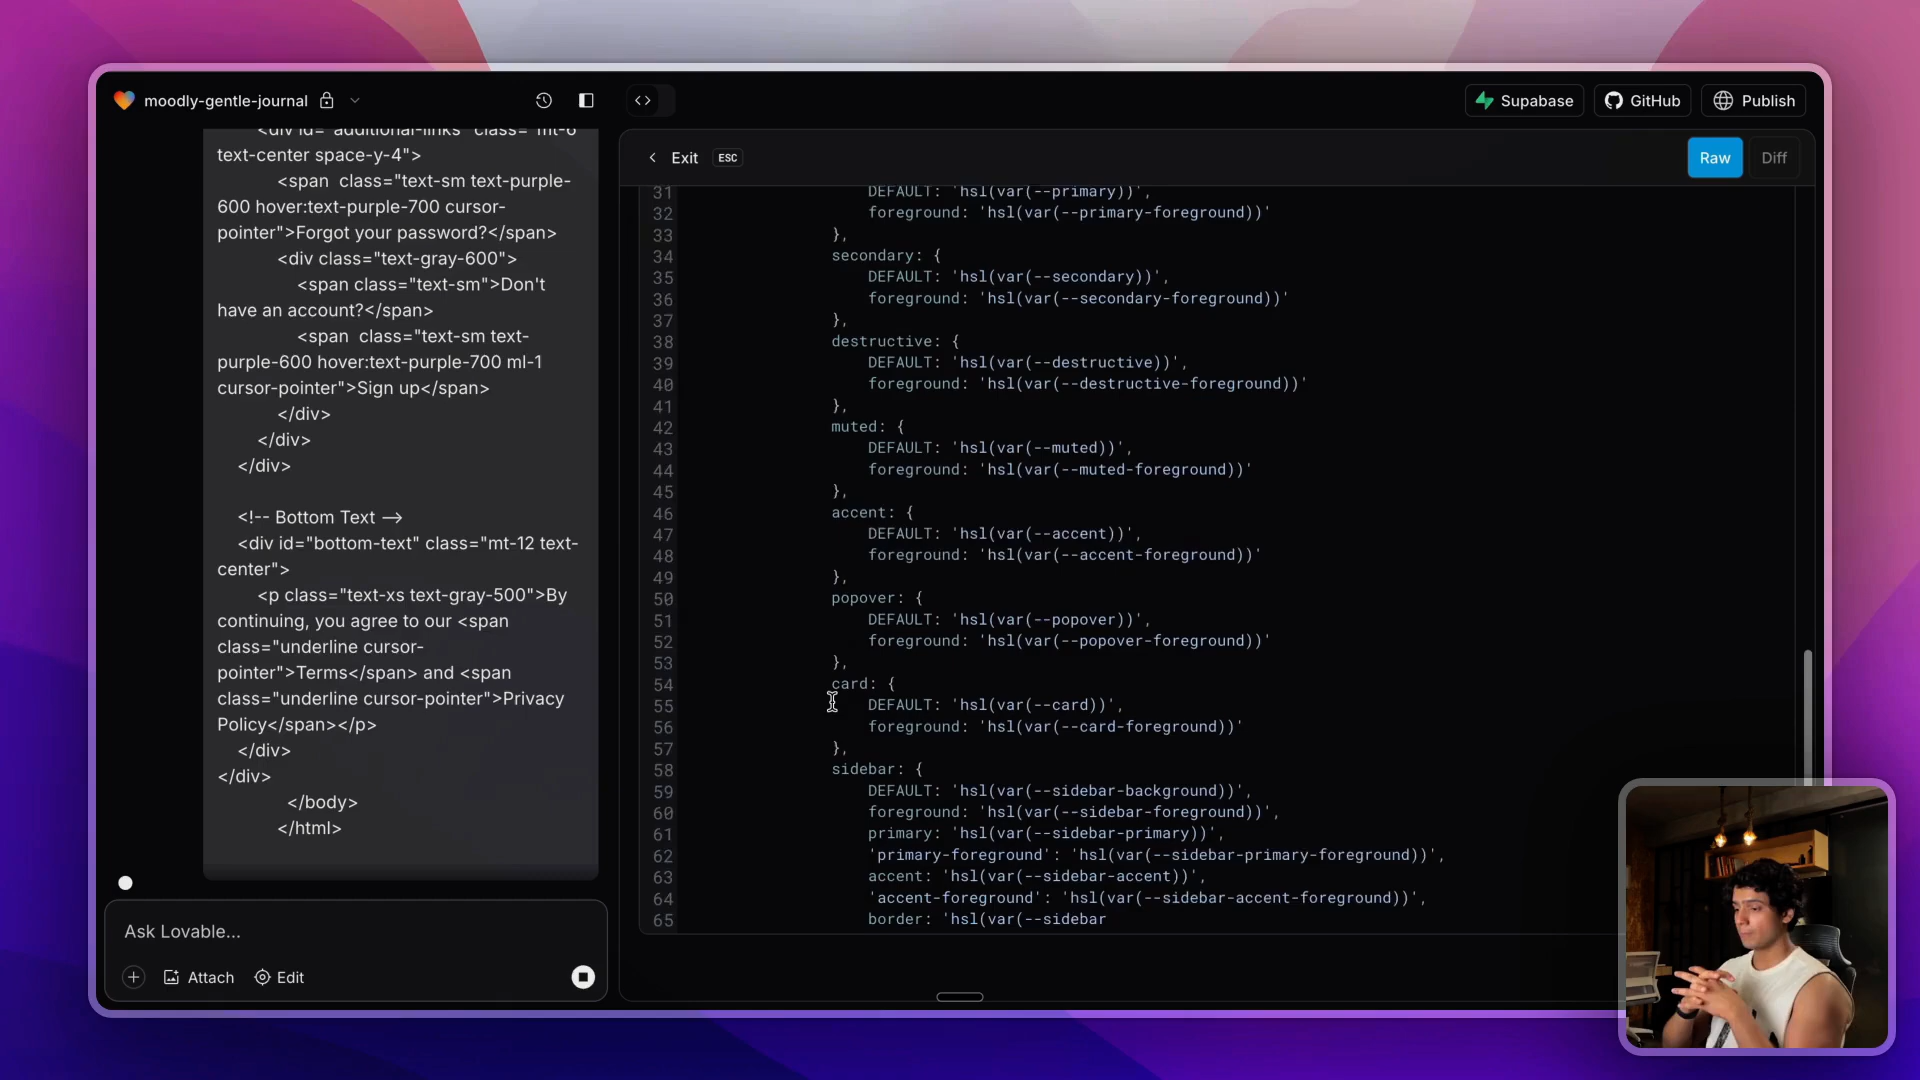 moodly-gentle-journal
Supabase
GitHub
Publish
<div id="additional-links" class="mt-6
text-center space-y-4">
<span  class="text-sm text-purple-
600 hover:text-purple-700 cursor-
pointer">Forgot your password?</span>
<div class="text-gray-600">
<span class="text-sm">Don't
have an account?</span>
<span  class="text-sm text-
purple-600 hover:text-purple-700 ml-1
cursor-pointer">Sign up</span>
</div>
</div>
</div>
<!-- Bottom Text -->
<div id="bottom-text" class="mt-12 text-
center">
<p class="text-xs text-gray-500">By
continuing, you agree to our <span
class="underline cursor-
pointer">Terms</span> and <span
class="underline cursor-pointer">Privacy
Policy</span></p>
</div>
</div>
</body>
</html>
Ask Lovable...
Attach
Edit
Exit
ESC
Raw
Diff
31 DEFAULT: 'hsl(var(--primary))',
32 foreground: 'hsl(var(--primary-foreground))'
33 },
34 secondary: {
35 DEFAULT: 'hsl(var(--secondary))',
36 foreground: 'hsl(var(--secondary-foreground))'
37 },
38 destructive: {
39 DEFAULT: 'hsl(var(--destructive))',
40 foreground: 'hsl(var(--destructive-foreground))'
41 },
42 muted: {
43 DEFAULT: 'hsl(var(--muted))',
44 foreground: 'hsl(var(--muted-foreground))'
45 },
46 accent: {
47 DEFAULT: 'hsl(var(--accent))',
48 foreground: 'hsl(var(--accent-foreground))'
49 },
50 popover: {
51 DEFAULT: 'hsl(var(--popover))',
52 foreground: 'hsl(var(--popover-foreground))'
53 },
54 card: {
55 DEFAULT: 'hsl(var(--card))',
56 foreground: 'hsl(var(--card-foreground))'
57 },
58 sidebar: {
59 DEFAULT: 'hsl(var(--sidebar-background))',
60 foreground: 'hsl(var(--sidebar-foreground))',
61 primary: 'hsl(var(--sidebar-primary))',
62 'primary-foreground': 'hsl(var(--sidebar-primary-foreground))',
63 accent: 'hsl(var(--sidebar-accent))',
64 'accent-foreground': 'hsl(var(--sidebar-accent-foreground))',
65 border: 'hsl(var(--sidebar